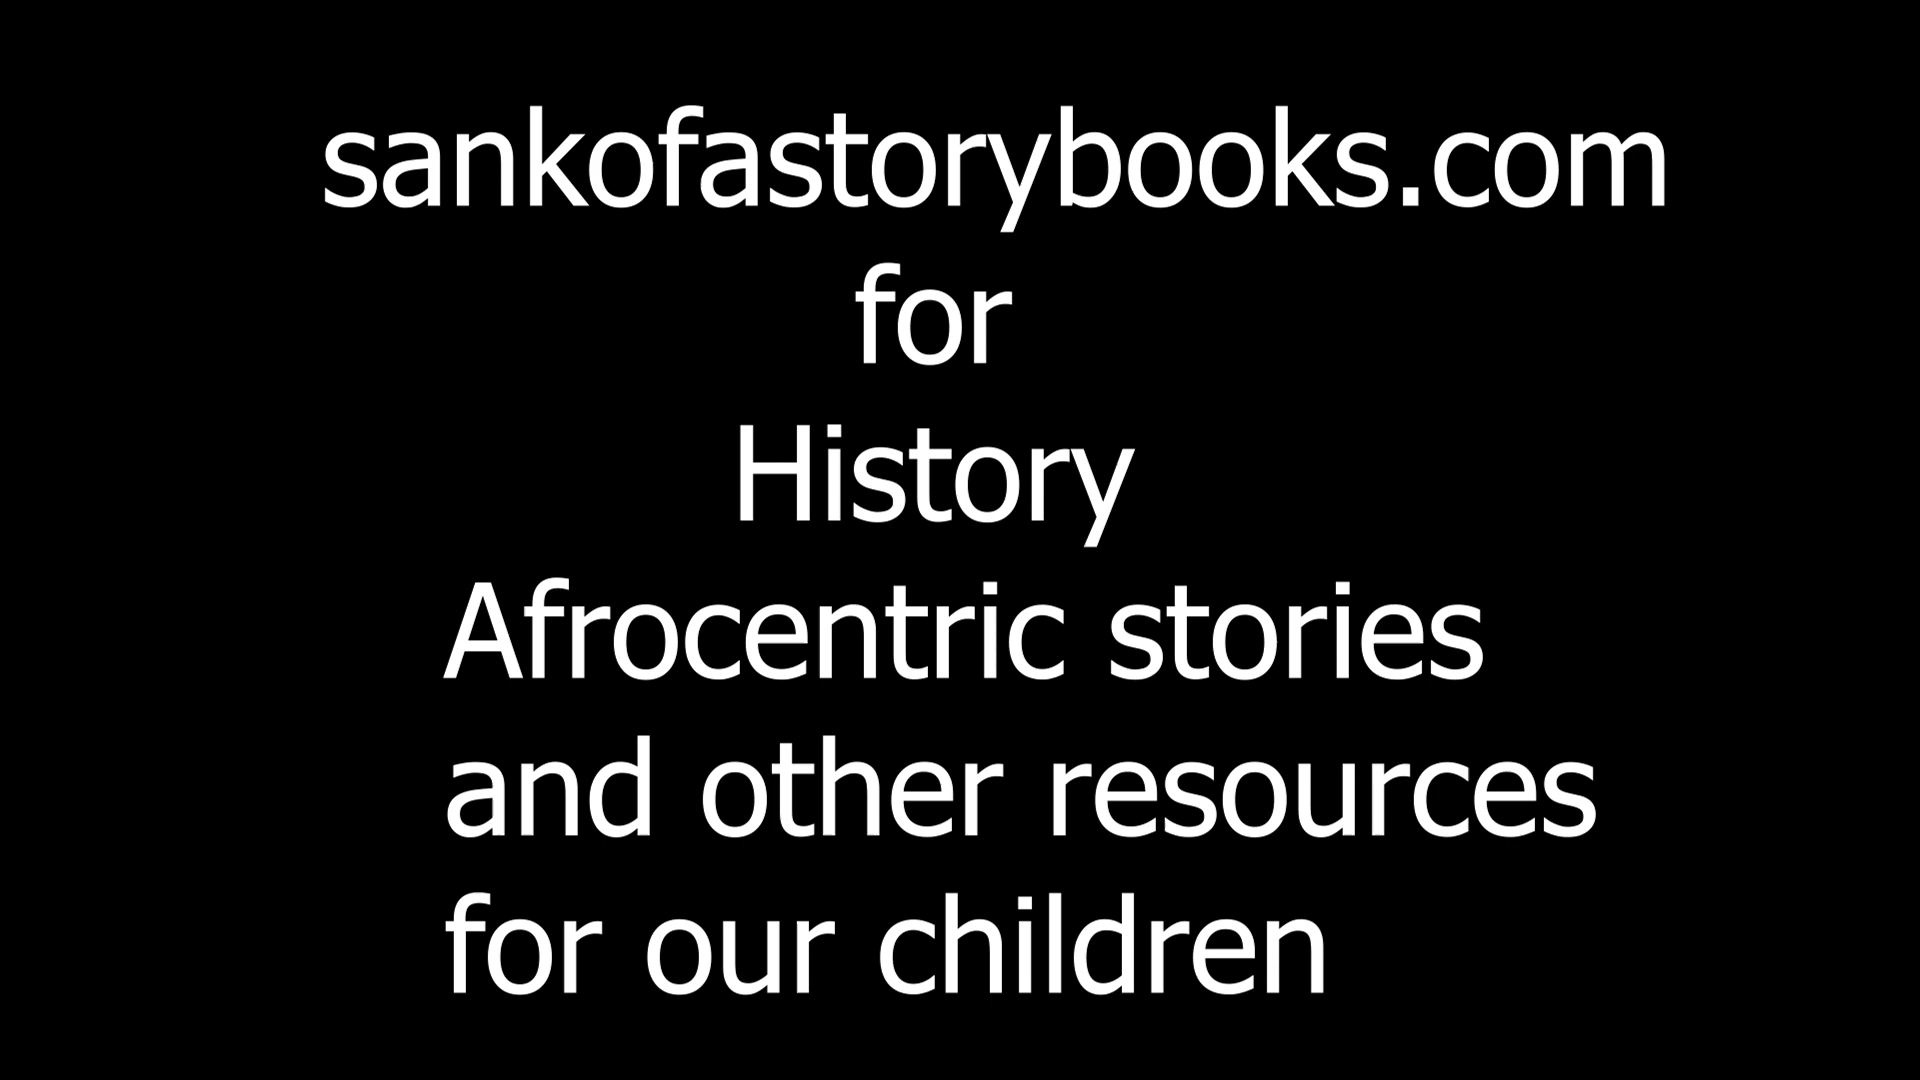 sankofastorybooks.com
for
History
Afrocentric stories
and other resources
for our children